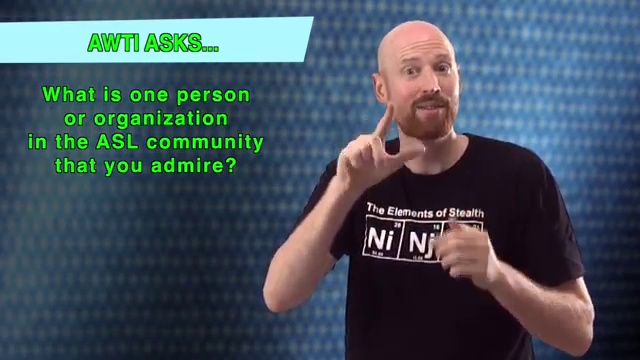 AWTI ASKS...
What is one person
or organization
in the ASL community
that you admire?
The Elements of Stealth
28
Ni
Nj